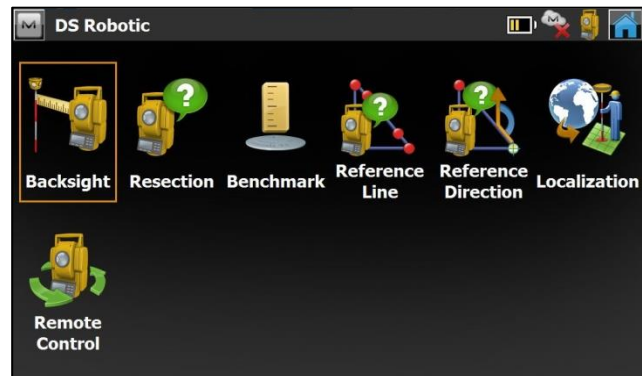 DS Robotic
Backsight
Resection
Benchmark
Reference
Line
Reference
Direction
Localization
Remote
Control